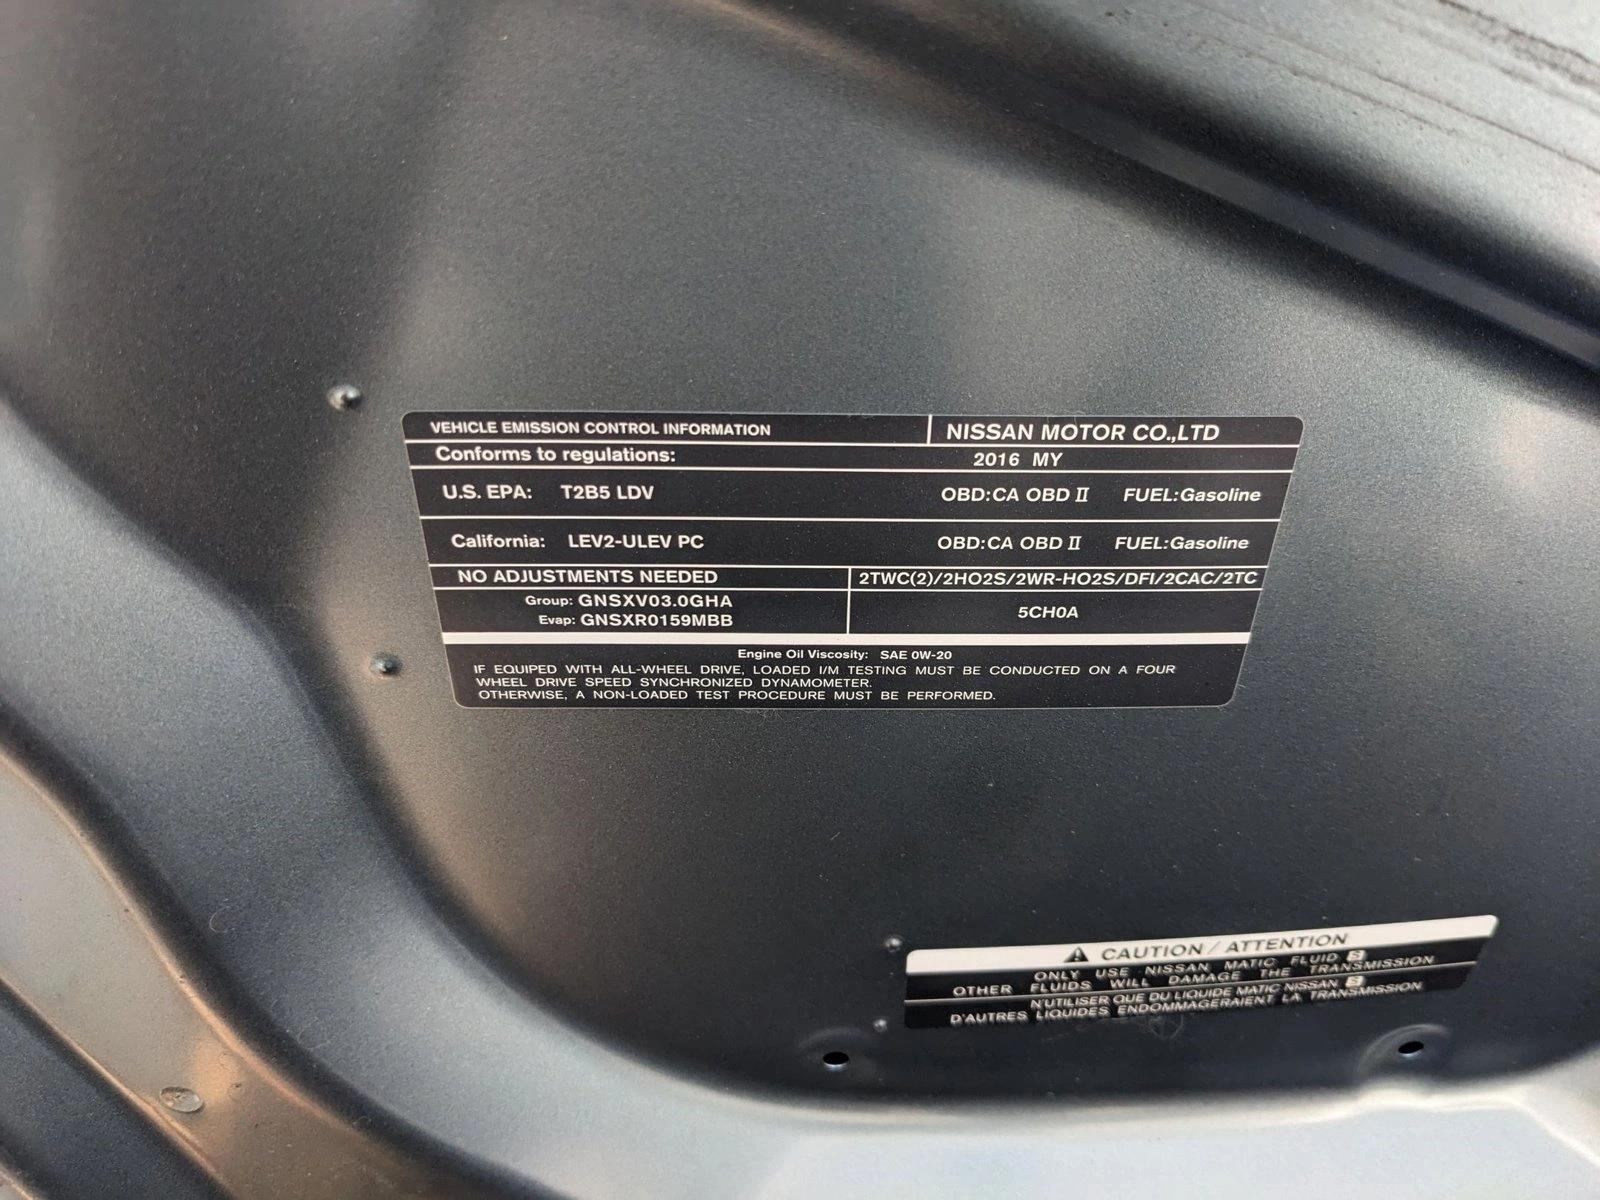 VEHICLE EMISSION CONTROL INFORMATION NISSAN MOTOR CO.,LTD
Conforms to regulations: 2016 MY
U.S. EPA: T2B5 LDV OBD:CA OBD II FUEL:Gasoline
California: LEV2-ULEV PC OBD:CA OBD II FUEL:Gasoline
NO ADJUSTMENTS NEEDED 2TWC(2)/2HO2S/2WR-HO2S/DFI/2CAC/2TC
Group: GNSXV03.0GHA
Evap: GNSXR0159MBB
5CH0A
Engine Oil Viscosity: SAE 0W-20
IF EQUIPED WITH ALL-WHEEL DRIVE, LOADED I/M TESTING MUST BE CONDUCTED ON A FOUR
WHEEL DRIVE SPEED SYNCHRONIZED DYNAMOMETER.
OTHERWISE, A NON-LOADED TEST PROCEDURE MUST BE PERFORMED.
CAUTION / ATTENTION
ONLY USE NISSAN MATIC FLUID S
OTHER FLUIDS WILL DAMAGE THE TRANSMISSION
N'UTILISER QUE DU LIQUIDE MATIC NISSAN S
D'AUTRES LIQUIDES ENDOMMAGERAIENT LA TRANSMISSION